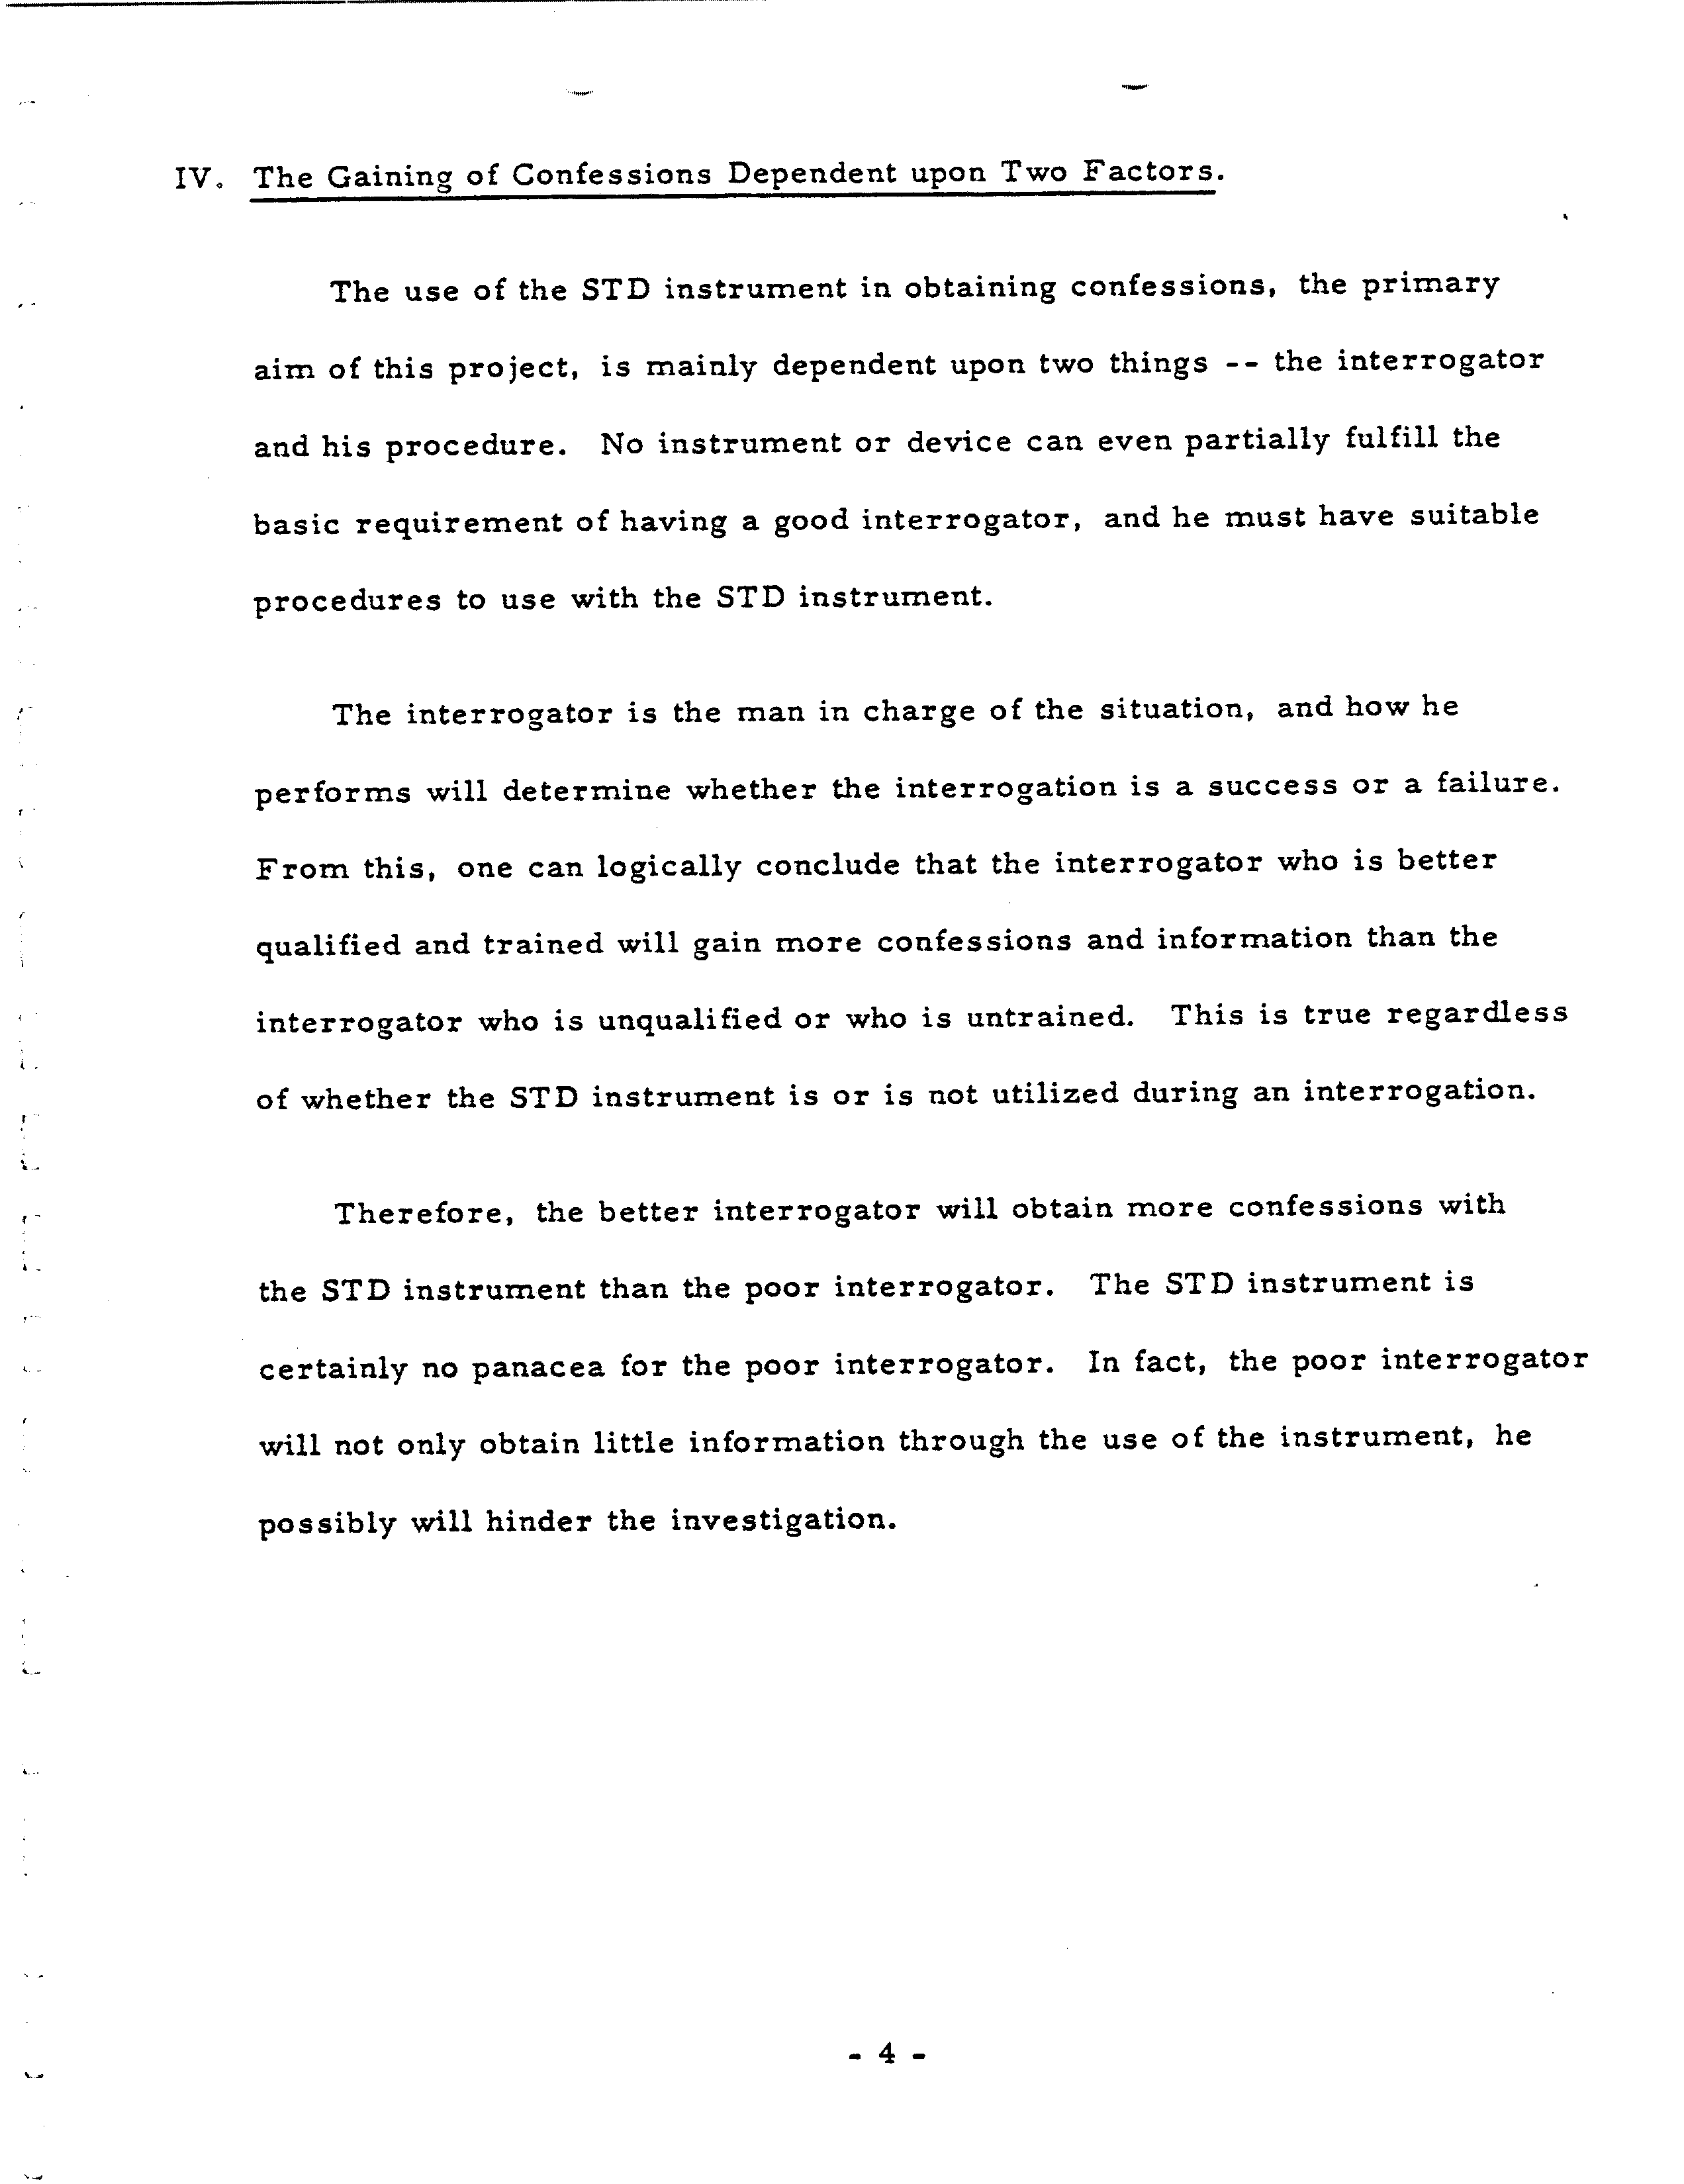 IV. The Gaining of Confessions Dependent upon Two Factors.
The use of the STD instrument in obtaining confessions, the primary
aim of this project, is mainly dependent upon two things -- the interrogator
and his procedure. No instrument or device can even partially fulfill the
basic requirement of having a good interrogator, and he must have suitable
procedures to use with the STD instrument.
The interrogator is the man in charge of the situation, and how he
performs will determine whether the interrogation is a success or a failure.
From this, one can logically conclude that the interrogator who is better
qualified and trained will gain more confessions and information than the
interrogator who is unqualified or who is untrained. This is true regardless
of whether the STD instrument is or is not utilized during an interrogation.
Therefore, the better interrogator will obtain more confessions with
the STD instrument than the poor interrogator. The STD instrument is
certainly no panacea for the poor interrogator. In fact, the poor interrogator
will not only obtain little information through the use of the instrument, he
possibly will hinder the investigation.
- 4 -